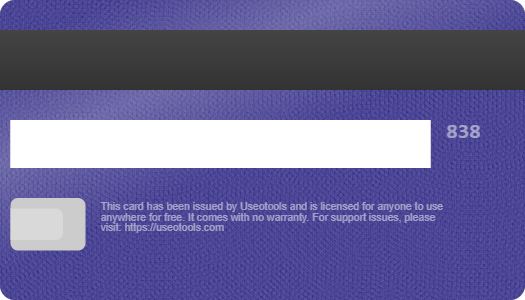 838
This card has been issued by Useotools and is licensed for anyone to use
anywhere for free. It comes with no warranty. For support issues, please
visit: https://useotools.com